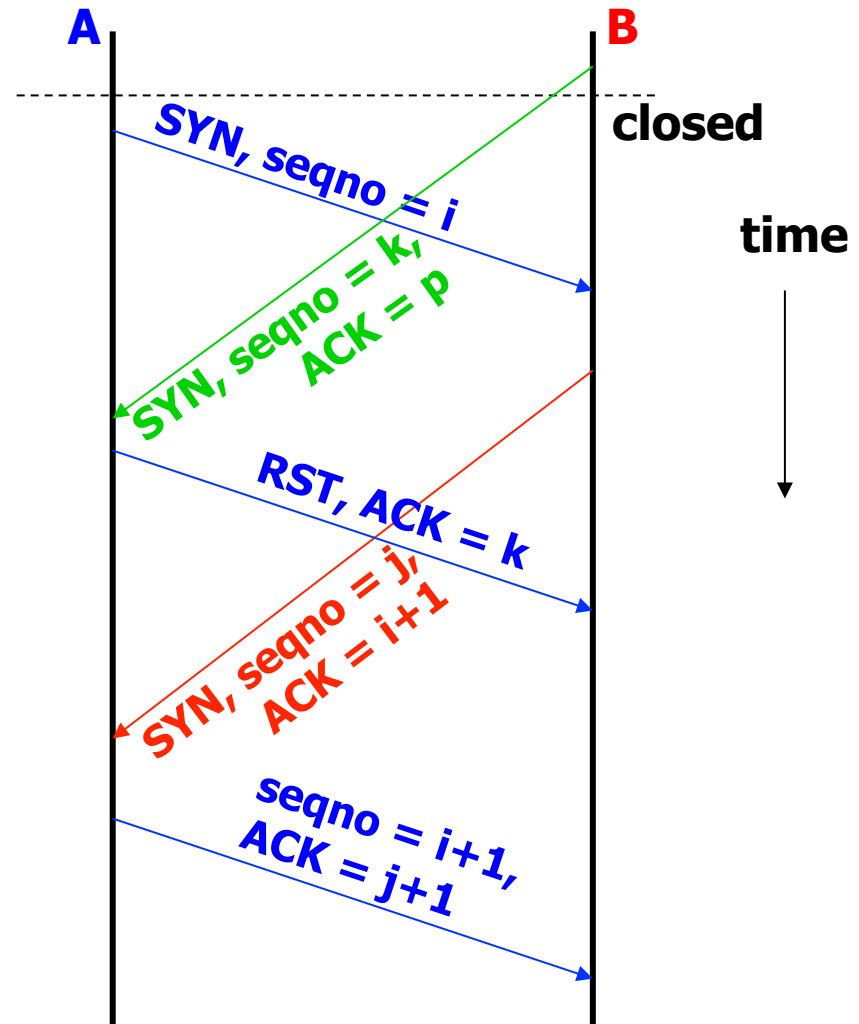 A
B
closed
SYN, seqno = i
time
SYN, seqno = k,
ACK = p
RST, ACK = k
SYN, seqno = j,
ACK = i+1
seqno = i+1,
ACK = j+1